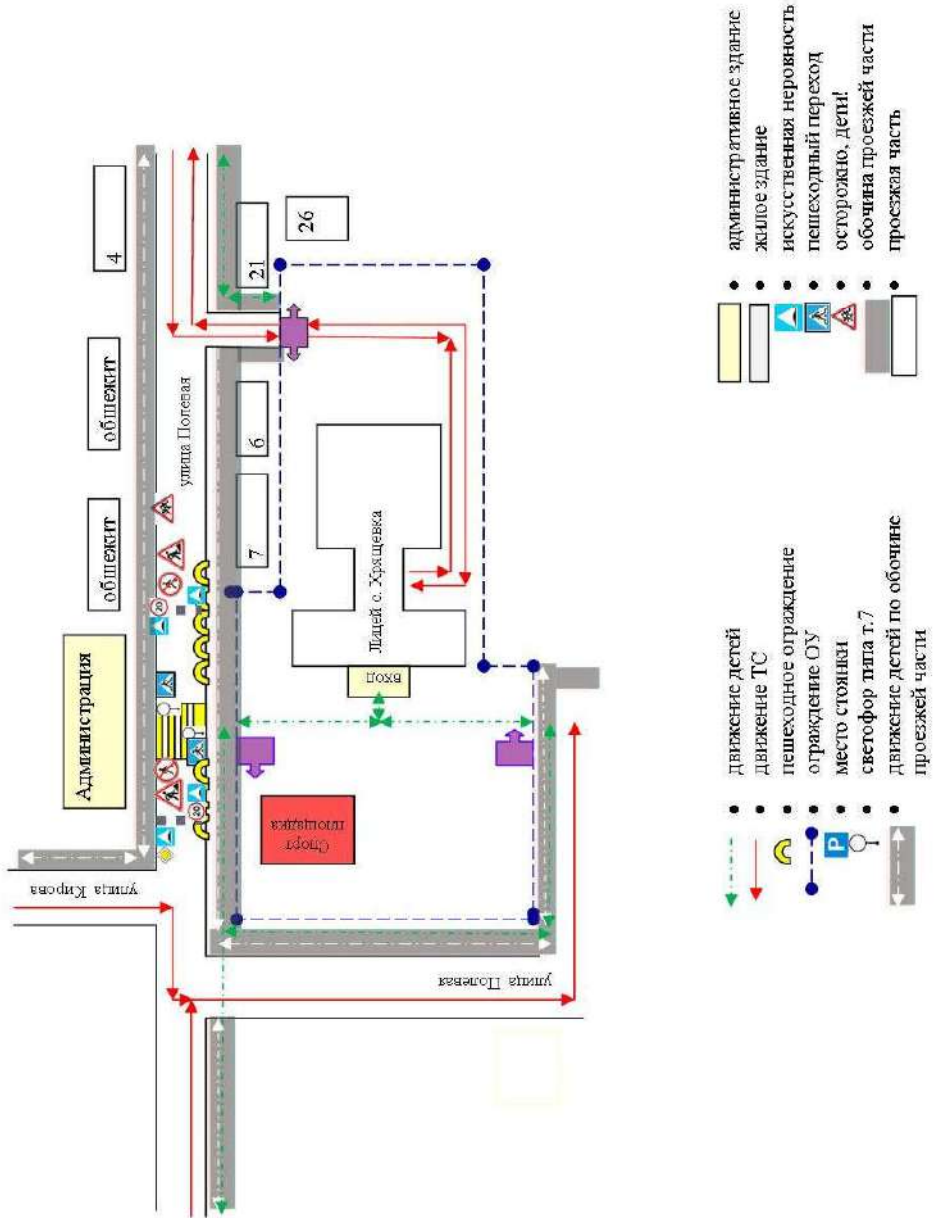 4
общежит
общежит
Администрация
улица Полевая
улица Кирова
20
20
26
21
6
7
Лицей с. Хрящевка
вход
Спорт
площадка
улица Полевая
движение детей
движение ТС
пешеходное ограждение
ограждение ОУ
P
место стоянки
светофор типа т.7
движение детей по обочине
проезжей части
административное здание
жилое здание
искусственная неровность
пешеходный переход
осторожно, дети!
обочина проезжей части
проезжая часть